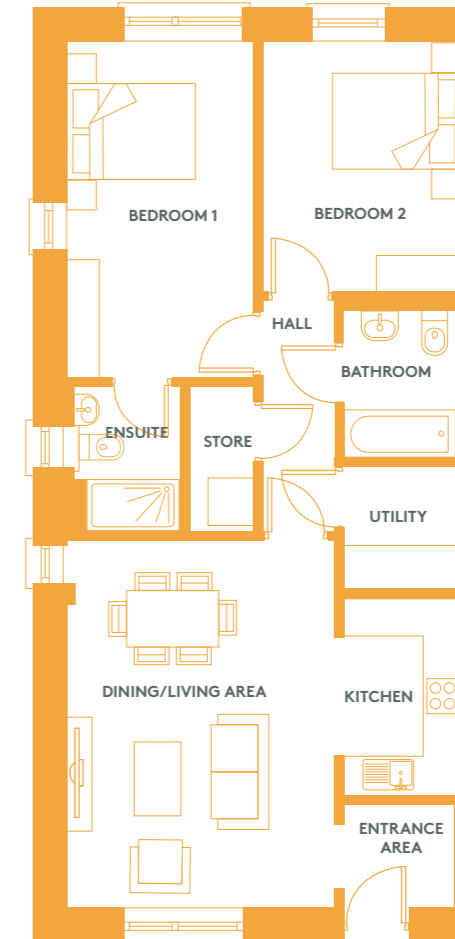 BEDROOM 1
BEDROOM 2
HALL
BATHROOM
ENSUITE
STORE
UTILITY
DINING/LIVING AREA
KITCHEN
ENTRANCE
AREA